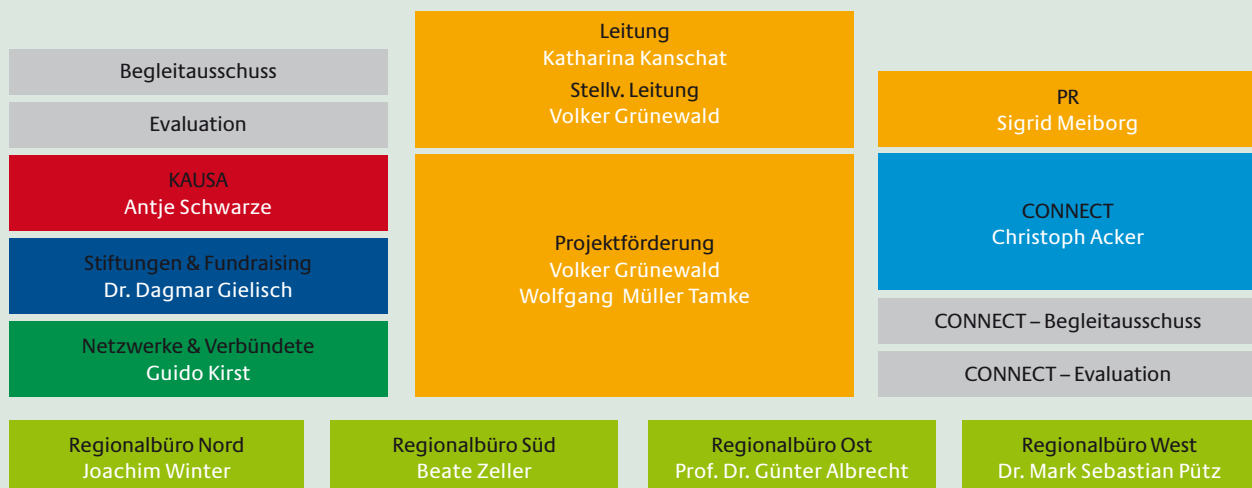 Begleitausschuss
Evaluation
KAUSA
Antje Schwarze
Stiftungen & Fundraising
Dr. Dagmar Gielisch
Netzwerke & Verbündete
Guido Kirst
Leitung
Katharina Kanschat
Stellv. Leitung
Volker Grünewald
Projektförderung
Volker Grünewald
Wolfgang Müller Tamke
PR
Sigrid Meiborg
CONNECT
Christoph Acker
CONNECT – Begleitausschuss
CONNECT – Evaluation
Regionalbüro Nord
Joachim Winter
Regionalbüro Süd
Beate Zeller
Regionalbüro Ost
Prof. Dr. Günter Albrecht
Regionalbüro West
Dr. Mark Sebastian Pütz